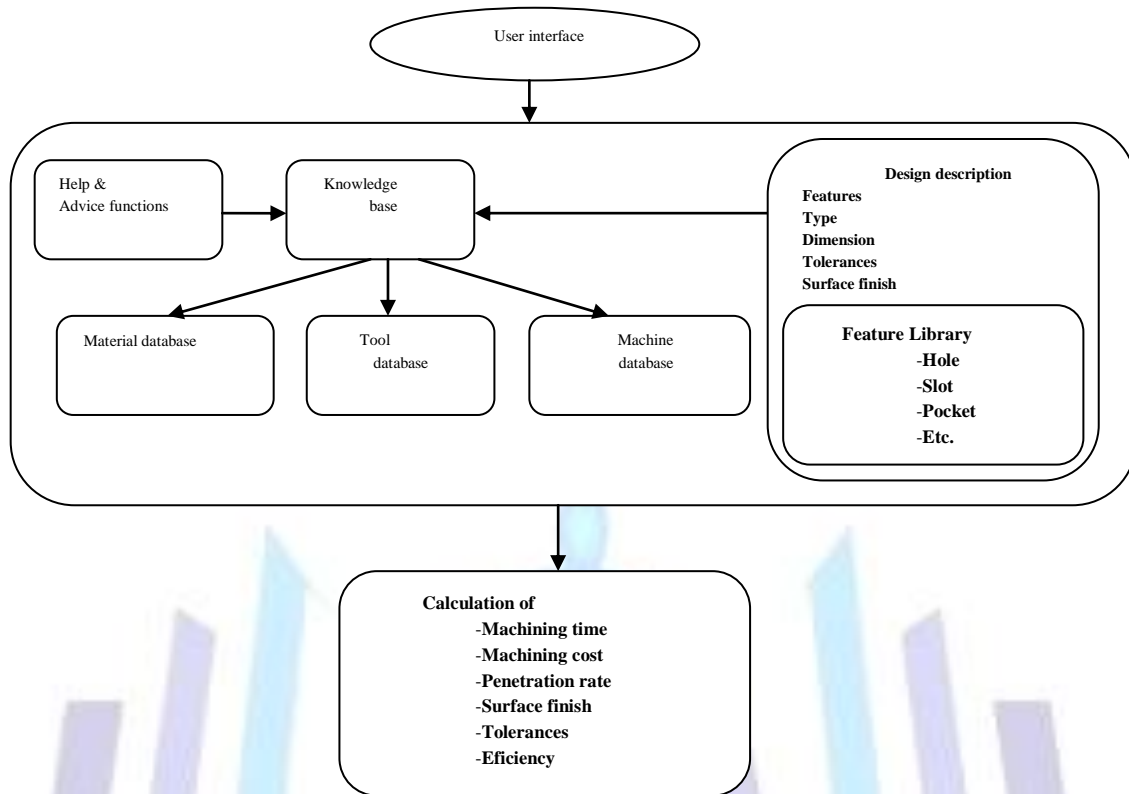 User interface
Help &
Advice functions
Knowledge
base
Design description
Features
Type
Dimension
Tolerances
Surface finish
Material database
Tool
database
Machine
database
Feature Library
-Hole
-Slot
-Pocket
-Etc.
Calculation of
-Machining time
-Machining cost
-Penetration rate
-Surface finish
-Tolerances
-Eficiency